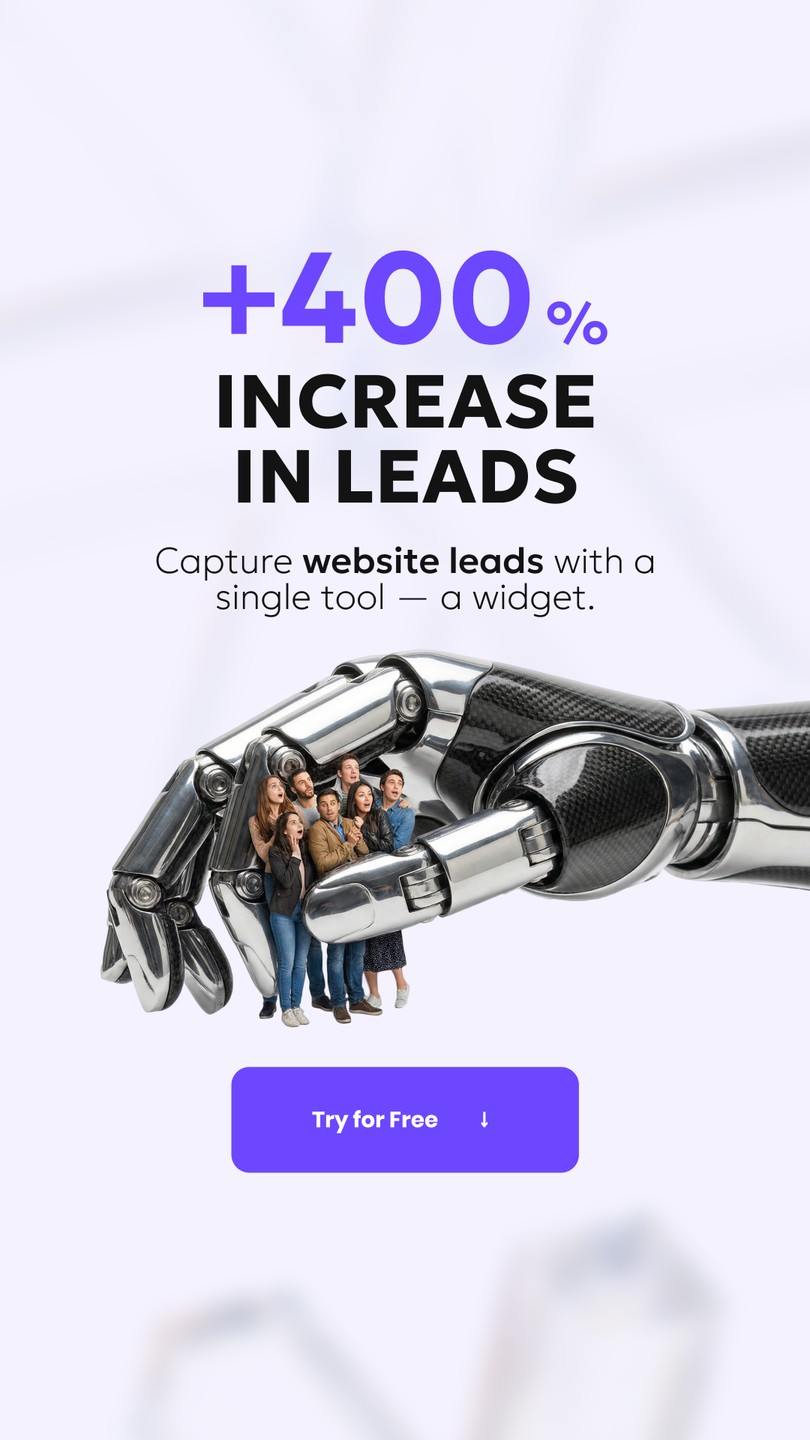 +400 %
INCREASE
IN LEADS
Capture website leads with a
single tool — a widget.
Try for Free ↓